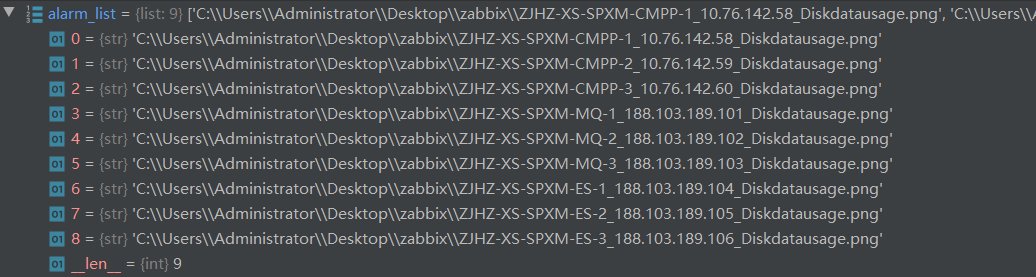 alarm_list = {list: 9} ['C:\\Users\\Administrator\\Desktop\\zabbix\\ZJHZ-XS-SPXM-CMPP-1_10.76.142.58_Diskdatausage.png', 'C:\\Users\\A
01 0 = {str} 'C:\\Users\\Administrator\\Desktop\\zabbix\\ZJHZ-XS-SPXM-CMPP-1_10.76.142.58_Diskdatausage.png'
01 1 = {str} 'C:\\Users\\Administrator\\Desktop\\zabbix\\ZJHZ-XS-SPXM-CMPP-2_10.76.142.59_Diskdatausage.png'
01 2 = {str} 'C:\\Users\\Administrator\\Desktop\\zabbix\\ZJHZ-XS-SPXM-CMPP-3_10.76.142.60_Diskdatausage.png'
01 3 = {str} 'C:\\Users\\Administrator\\Desktop\\zabbix\\ZJHZ-XS-SPXM-MQ-1_188.103.189.101_Diskdatausage.png'
01 4 = {str} 'C:\\Users\\Administrator\\Desktop\\zabbix\\ZJHZ-XS-SPXM-MQ-2_188.103.189.102_Diskdatausage.png'
01 5 = {str} 'C:\\Users\\Administrator\\Desktop\\zabbix\\ZJHZ-XS-SPXM-MQ-3_188.103.189.103_Diskdatausage.png'
01 6 = {str} 'C:\\Users\\Administrator\\Desktop\\zabbix\\ZJHZ-XS-SPXM-ES-1_188.103.189.104_Diskdatausage.png'
01 7 = {str} 'C:\\Users\\Administrator\\Desktop\\zabbix\\ZJHZ-XS-SPXM-ES-2_188.103.189.105_Diskdatausage.png'
01 8 = {str} 'C:\\Users\\Administrator\\Desktop\\zabbix\\ZJHZ-XS-SPXM-ES-3_188.103.189.106_Diskdatausage.png'
01 __len__ = {int} 9